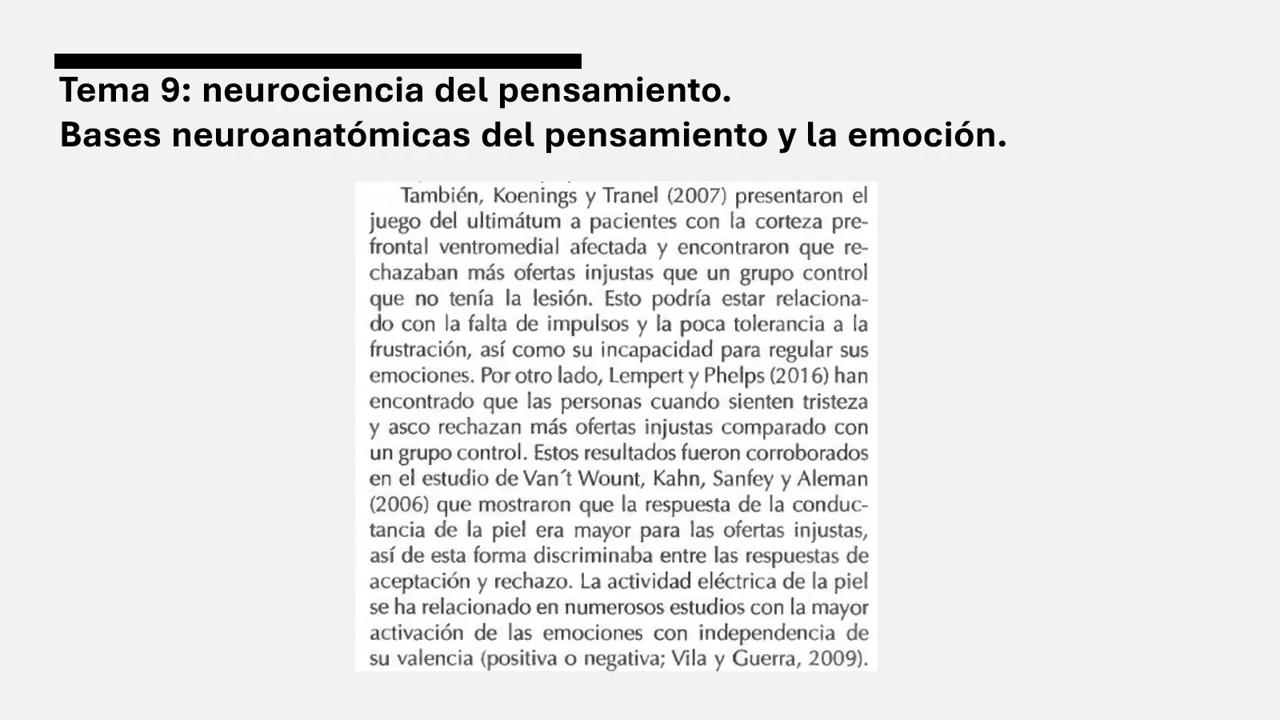 Tema 9: neurociencia del pensamiento.
Bases neuroanatómicas del pensamiento y la emoción.
También, Koenings y Tranel (2007) presentaron el
juego del ultimátum a pacientes con la corteza pre-
frontal ventromedial afectada y encontraron que re-
chazaban más ofertas injustas que un grupo control
que no tenía la lesión. Esto podría estar relaciona-
do con la falta de impulsos y la poca tolerancia a la
frustración, así como su incapacidad para regular sus
emociones. Por otro lado, Lempert y Phelps (2016) han
encontrado que las personas cuando sienten tristeza
y asco rechazan más ofertas injustas comparado con
un grupo control. Estos resultados fueron corroborados
en el estudio de Van´t Wount, Kahn, Sanfey y Aleman
(2006) que mostraron que la respuesta de la conduc-
tancia de la piel era mayor para las ofertas injustas,
así de esta forma discriminaba entre las respuestas de
aceptación y rechazo. La actividad eléctrica de la piel
se ha relacionado en numerosos estudios con la mayor
activación de las emociones con independencia de
su valencia (positiva o negativa; Vila y Guerra, 2009).